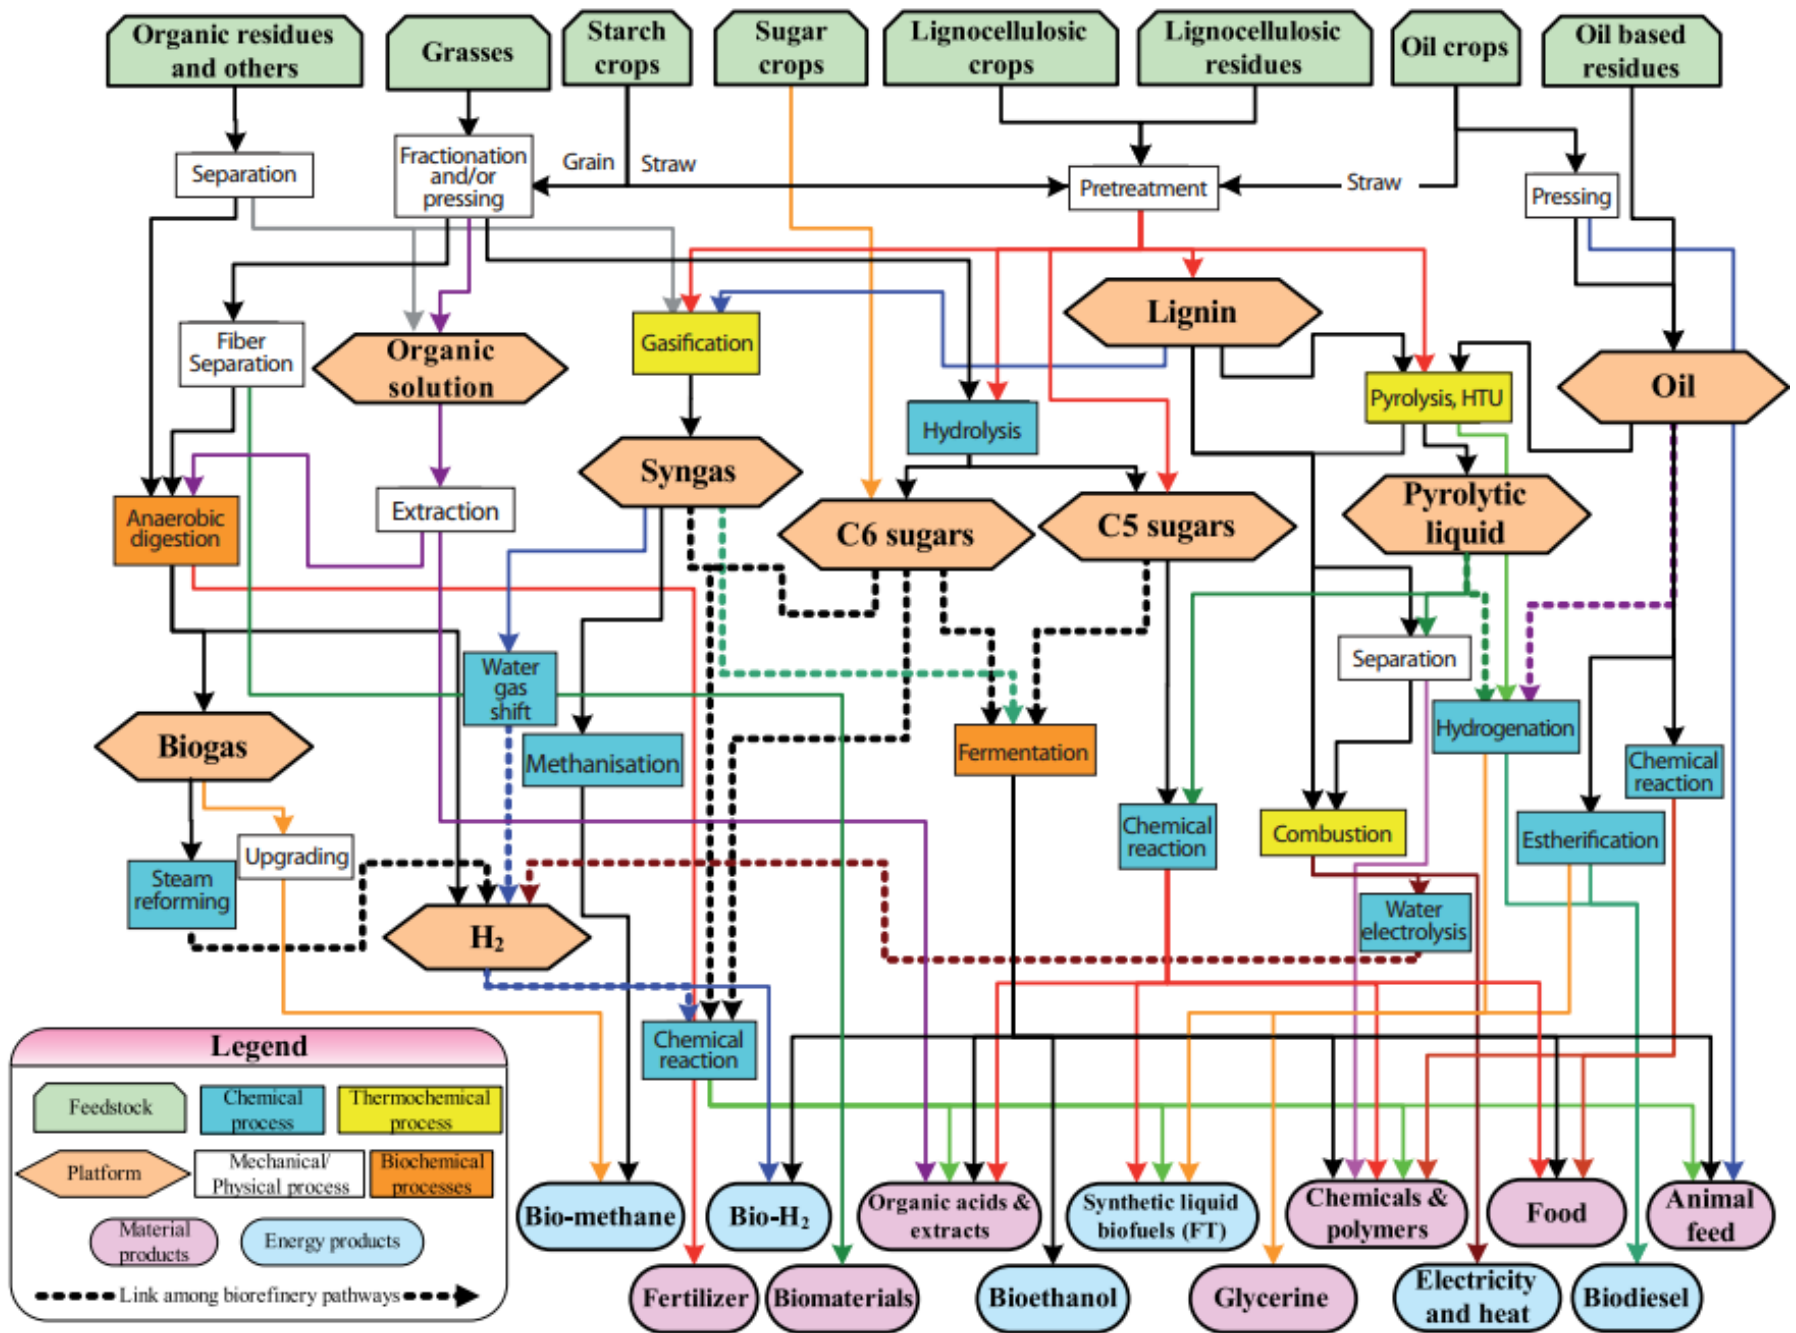 Organic residues
and others
Grasses
Starch
crops
Sugar
crops
Lignocellulosic
crops
Lignocellulosic
residues
Oil crops
Oil based
residues
Separation
Fractionation
and/or
pressing
Grain
Straw
Pretreatment
Straw
Pressing
Fiber
Separation
Organic
solution
Gasification
Lignin
Pyrolysis, HTU
Oil
Hydrolysis
Syngas
Extraction
C6 sugars
C5 sugars
Pyrolytic
liquid
Anaerobic
digestion
Water
gas
shift
Separation
Biogas
Methanisation
Fermentation
Hydrogenation
Chemical
reaction
Upgrading
Chemical
reaction
Combustion
Estherification
Steam
reforming
H₂
Water
electrolysis
Chemical
reaction
Legend
Feedstock
Chemical
process
Thermochemical
process
Platform
Mechanical/
Physical process
Biochemical
processes
Material
products
Energy products
Link among biorefinery pathways
Bio-methane
Bio-H₂
Organic acids &
extracts
Synthetic liquid
biofuels (FT)
Chemicals &
polymers
Food
Animal
feed
Fertilizer
Biomaterials
Bioethanol
Glycerine
Electricity
and heat
Biodiesel